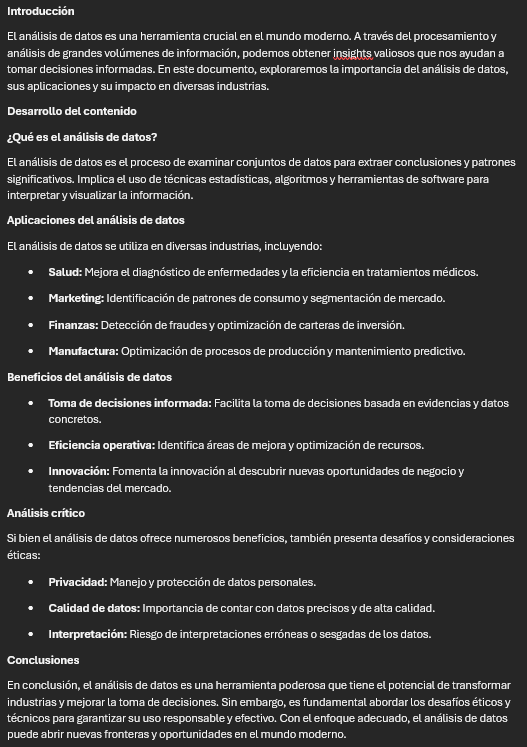 Introducción
El análisis de datos es una herramienta crucial en el mundo moderno. A través del procesamiento y
análisis de grandes volúmenes de información, podemos obtener insights valiosos que nos ayudan a
tomar decisiones informadas. En este documento, exploraremos la importancia del análisis de datos,
sus aplicaciones y su impacto en diversas industrias.
Desarrollo del contenido
¿Qué es el análisis de datos?
El análisis de datos es el proceso de examinar conjuntos de datos para extraer conclusiones y patrones
significativos. Implica el uso de técnicas estadísticas, algoritmos y herramientas de software para
interpretar y visualizar la información.
Aplicaciones del análisis de datos
El análisis de datos se utiliza en diversas industrias, incluyendo:
• Salud: Mejora el diagnóstico de enfermedades y la eficiencia en tratamientos médicos.
• Marketing: Identificación de patrones de consumo y segmentación de mercado.
• Finanzas: Detección de fraudes y optimización de carteras de inversión.
• Manufactura: Optimización de procesos de producción y mantenimiento predictivo.
Beneficios del análisis de datos
• Toma de decisiones informada: Facilita la toma de decisiones basada en evidencias y datos
concretos.
• Eficiencia operativa: Identifica áreas de mejora y optimización de recursos.
• Innovación: Fomenta la innovación al descubrir nuevas oportunidades de negocio y
tendencias del mercado.
Análisis crítico
Si bien el análisis de datos ofrece numerosos beneficios, también presenta desafíos y consideraciones
éticas:
• Privacidad: Manejo y protección de datos personales.
• Calidad de datos: Importancia de contar con datos precisos y de alta calidad.
• Interpretación: Riesgo de interpretaciones erróneas o sesgadas de los datos.
Conclusiones
En conclusión, el análisis de datos es una herramienta poderosa que tiene el potencial de transformar
industrias y mejorar la toma de decisiones. Sin embargo, es fundamental abordar los desafíos éticos y
técnicos para garantizar su uso responsable y efectivo. Con el enfoque adecuado, el análisis de datos
puede abrir nuevas fronteras y oportunidades en el mundo moderno.